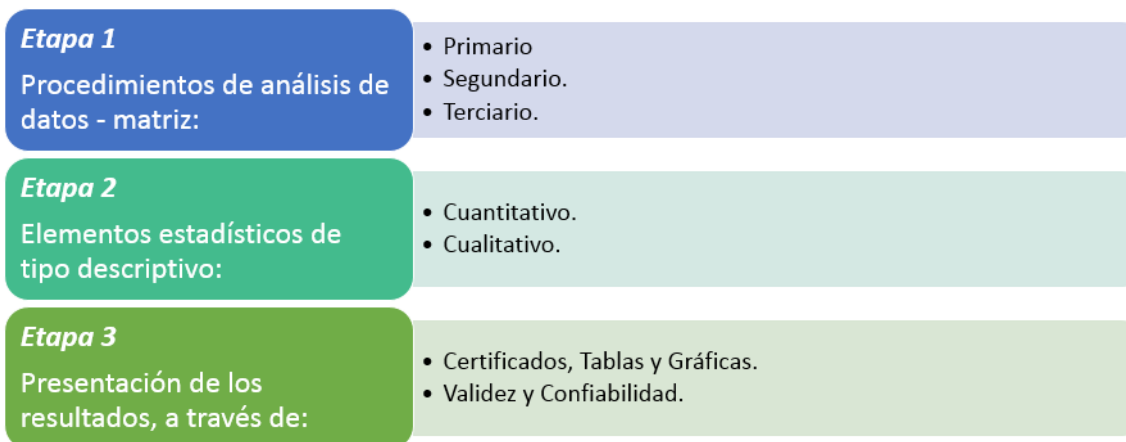 Etapa 1
Procedimientos de análisis de
datos - matriz:
• Primario
• Segundario.
• Terciario.
Etapa 2
Elementos estadísticos de
tipo descriptivo:
• Cuantitativo.
• Cualitativo.
Etapa 3
Presentación de los
resultados, a través de:
• Certificados, Tablas y Gráficas.
• Validez y Confiabilidad.